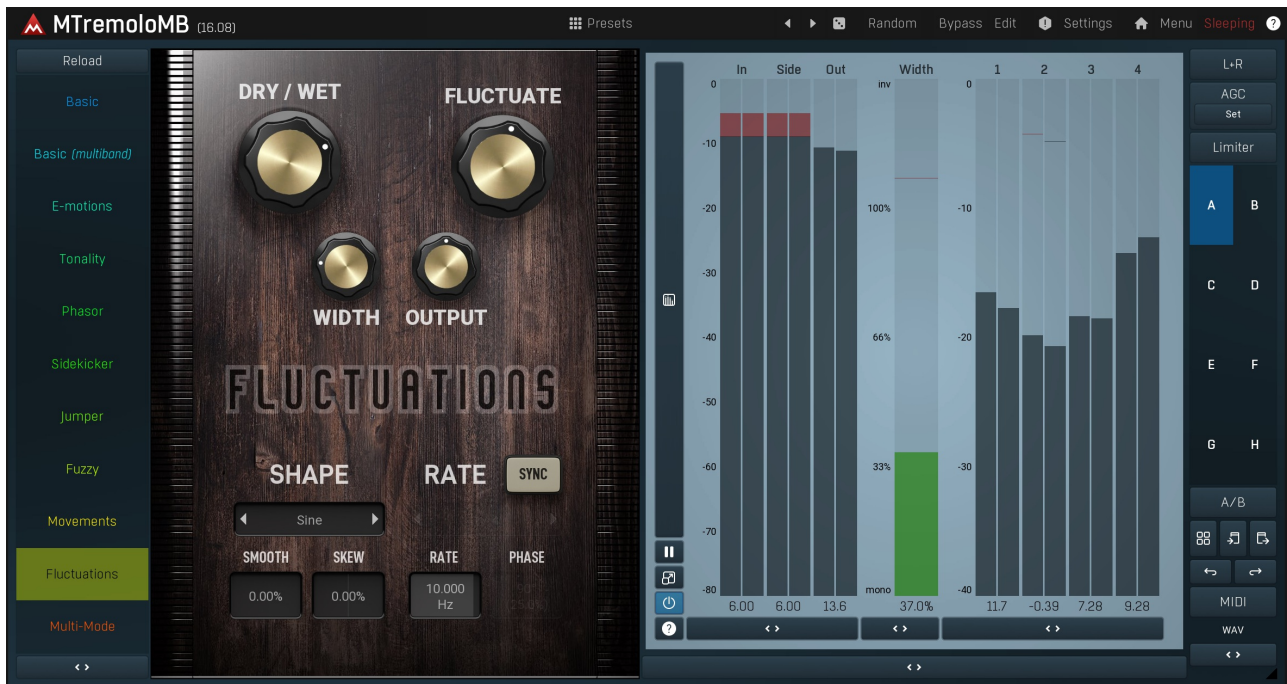 MTremoloMB (16.08)
Presets
Random
Bypass
Edit
Settings
Menu
Sleeping
?
Reload
Basic
Basic (multiband)
E-motions
Tonality
Phasor
Sidekicker
Jumper
Fuzzy
Movements
Fluctuations
Multi-Mode
DRY / WET
FLUCTUATE
WIDTH
OUTPUT
FLUCTUATIONS
SHAPE
RATE
SYNC
Sine
SMOOTH
SKEW
RATE
PHASE
0.00%
0.00%
10.000
Hz
In
Side
Out
Width
1
2
3
4
0
-10
-20
-30
-40
-50
-60
-70
-80
inv
100%
66%
33%
mono
0
-10
-20
-30
-40
6.00
6.00
13.6
37.0%
11.7
-0.39
7.28
9.28
?
L+R
AGC
Set
Limiter
A
B
C
D
E
F
G
H
A/B
MIDI
WAV